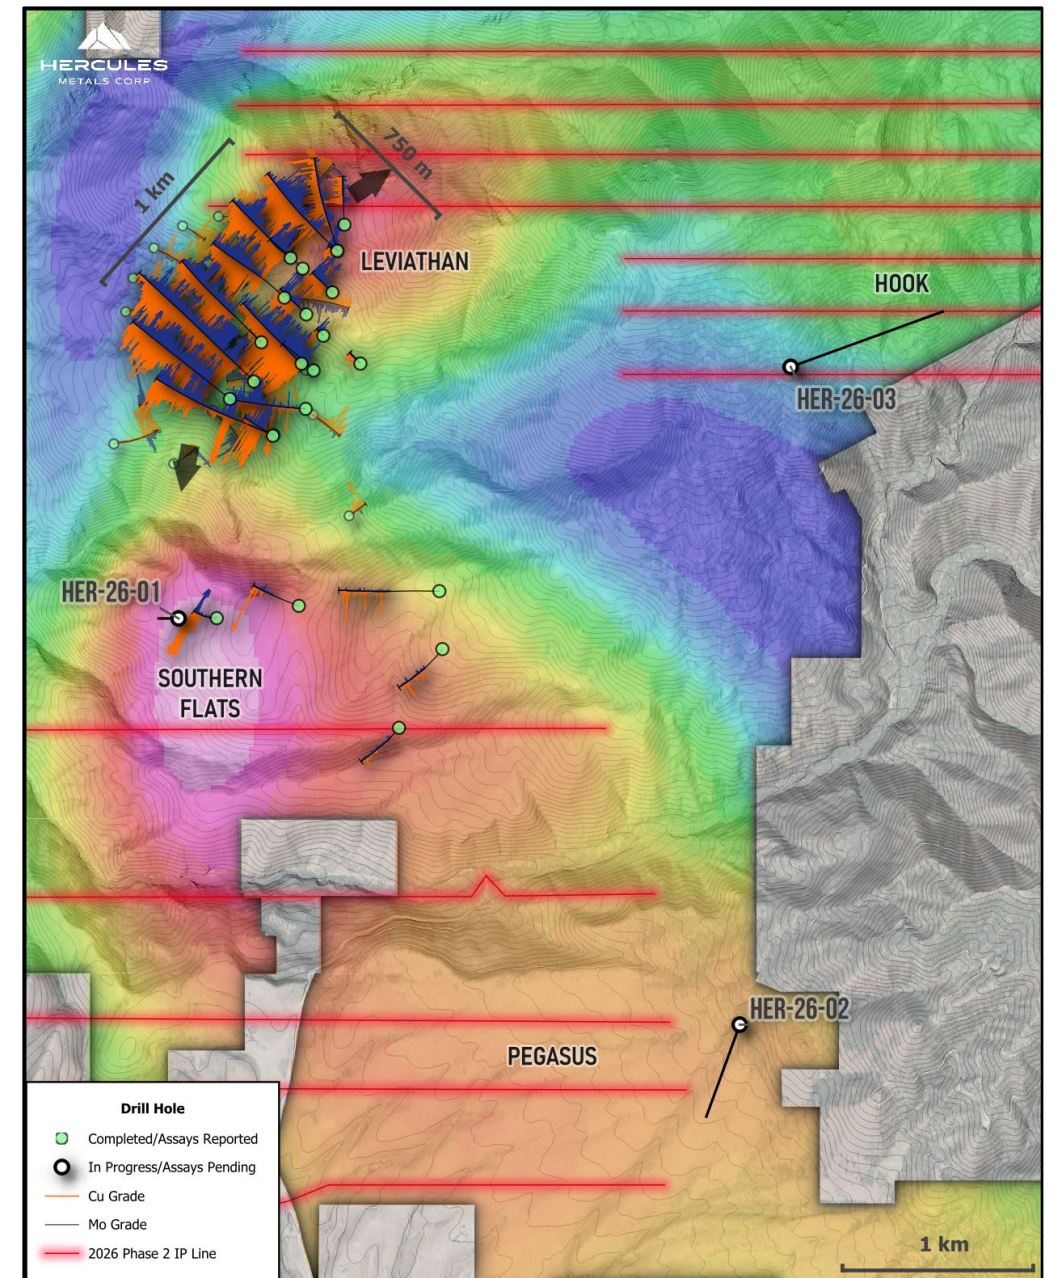 HERCULES
METALS CORP
750 m
1 km
LEVIATHAN
HOOK
HER-26-03
HER-26-01
SOUTHERN
FLATS
HER-26-02
PEGASUS
Drill Hole
Completed/Assays Reported
In Progress/Assays Pending
Cu Grade
Mo Grade
2026 Phase 2 IP Line
1 km